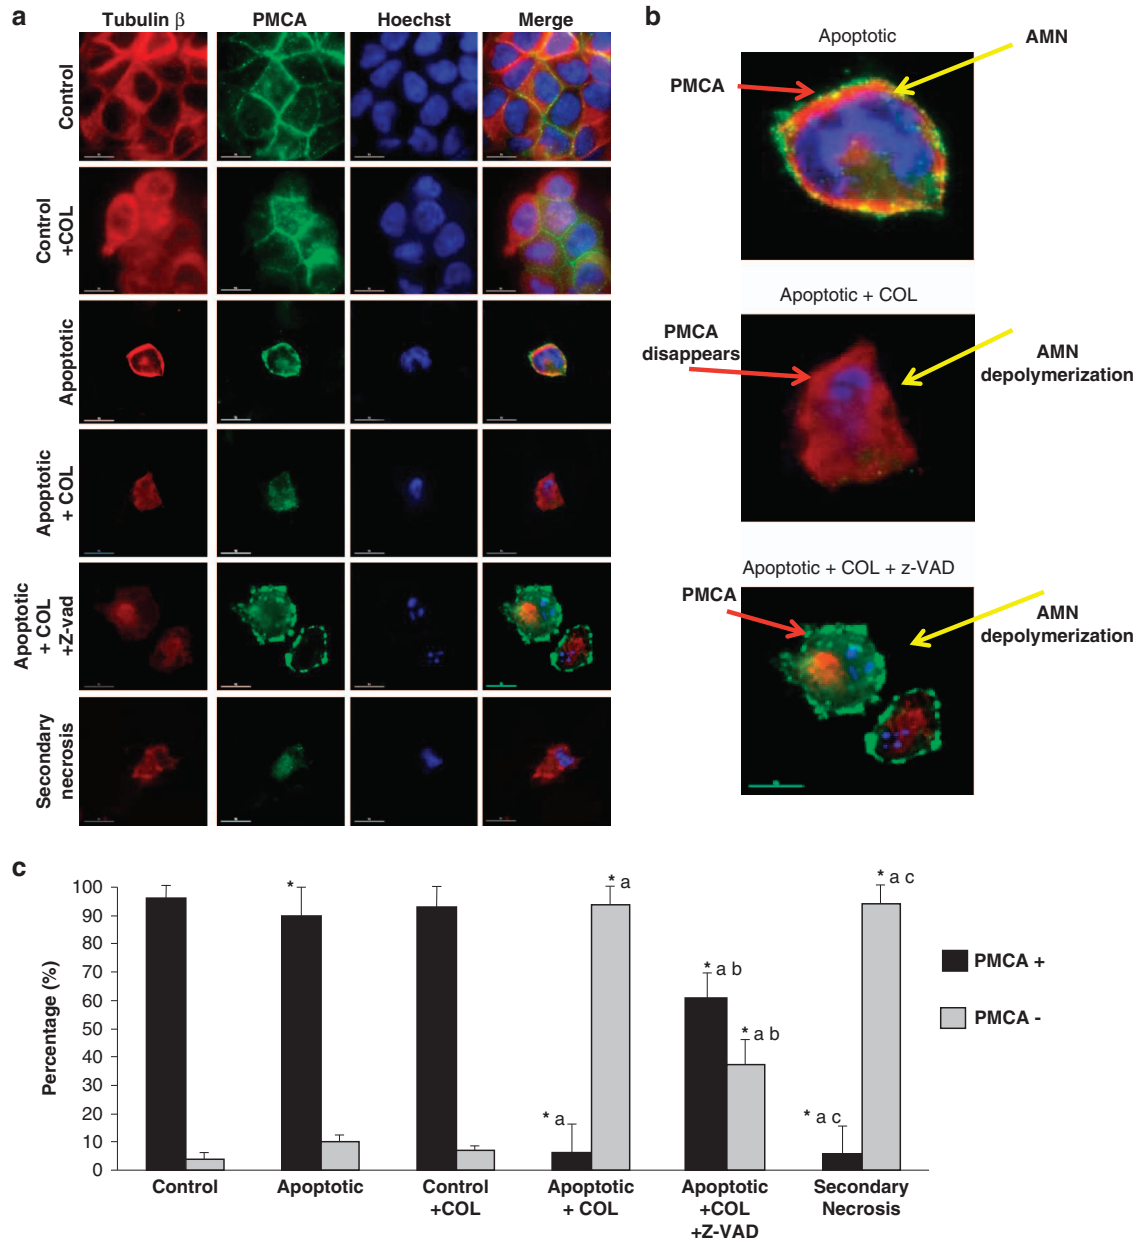 a
Tubulin β PMCA Hoechst Merge
Control
Control
+COL
Apoptotic
Apoptotic
+ COL
Apoptotic
+ COL
+Z-vad
Secondary
necrosis
b
Apoptotic
AMN
PMCA
Apoptotic + COL
PMCA
disappears
AMN
depolymerization
Apoptotic + COL + z-VAD
PMCA
AMN
depolymerization
c
Percentage (%)
100
90
80
70
60
50
40
30
20
10
0
*
* a
* a
* a b
* a b
* a c
* a c
Control
Apoptotic
Control
+COL
Apoptotic
+ COL
Apoptotic
+COL
+Z-VAD
Secondary
Necrosis
PMCA +
PMCA -